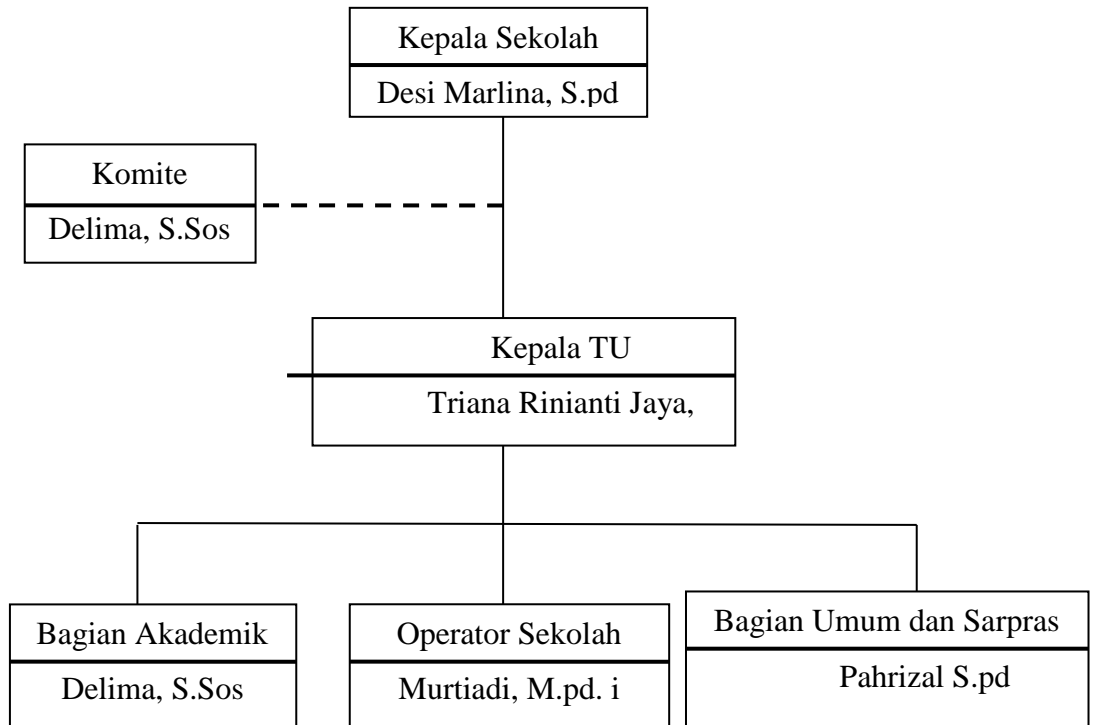 Kepala Sekolah
Desi Marlina, S.pd
Komite
Delima, S.Sos
Kepala TU
Triana Rinianti Jaya,
Bagian Akademik
Delima, S.Sos
Operator Sekolah
Murtiadi, M.pd. i
Bagian Umum dan Sarpras
Pahrizal S.pd